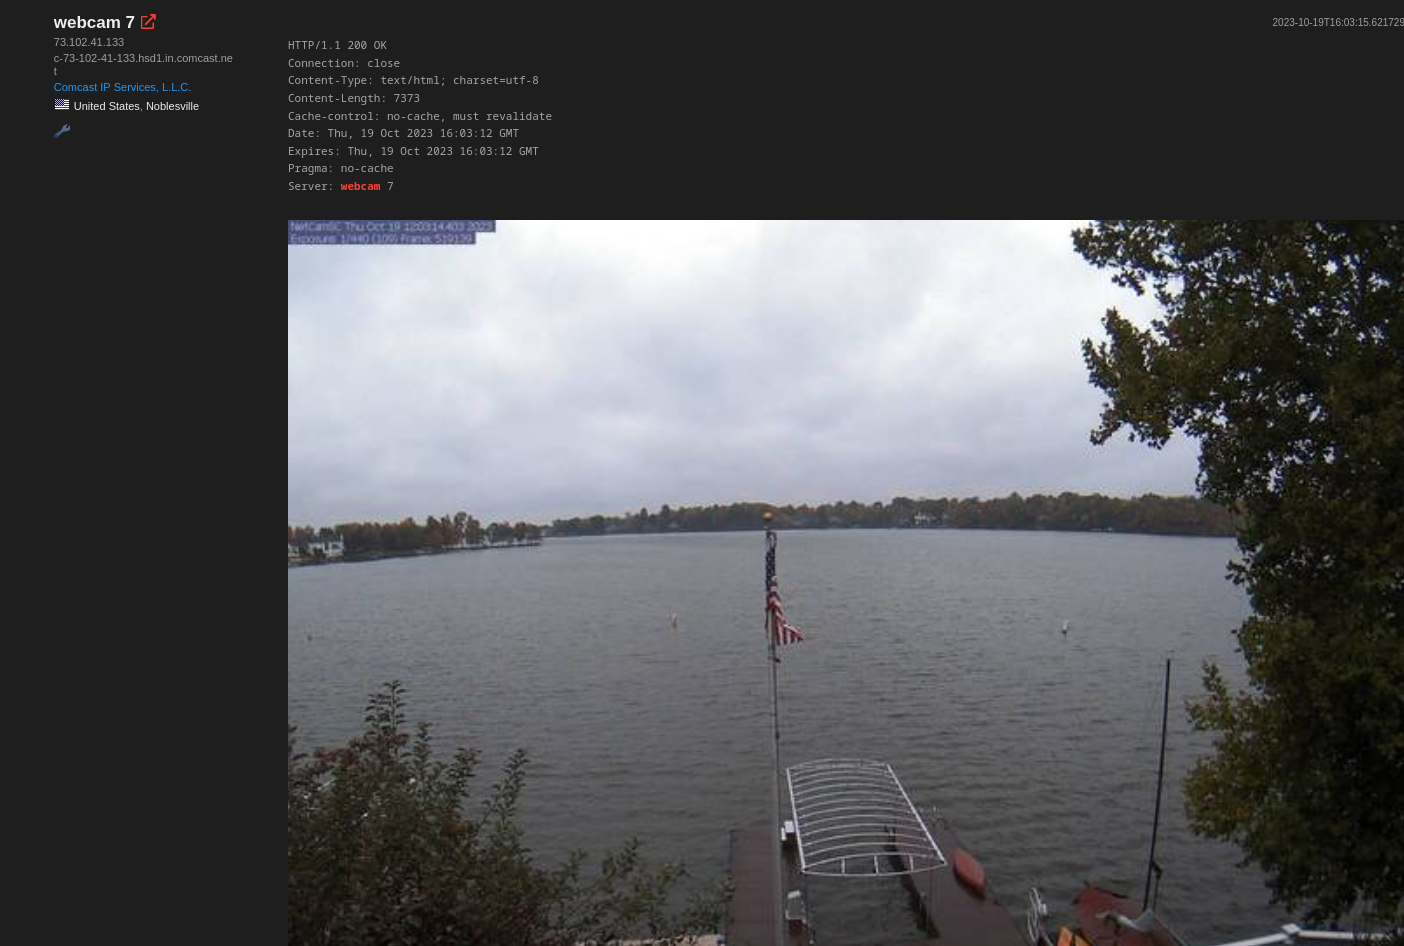 webcam 7
2023-10-19T16:03:15.621729
73.102.41.133
c-73-102-41-133.hsd1.in.comcast.ne
t
Comcast IP Services, L.L.C.
United States, Noblesville
HTTP/1.1 200 OK
Connection: close
Content-Type: text/html; charset=utf-8
Content-Length: 7373
Cache-control: no-cache, must revalidate
Date: Thu, 19 Oct 2023 16:03:12 GMT
Expires: Thu, 19 Oct 2023 16:03:12 GMT
Pragma: no-cache
Server: webcam 7
NetCamSC Thu Oct 19 12:03:14.403 2023
Exposure: 1/440 (109) Frame: 519129